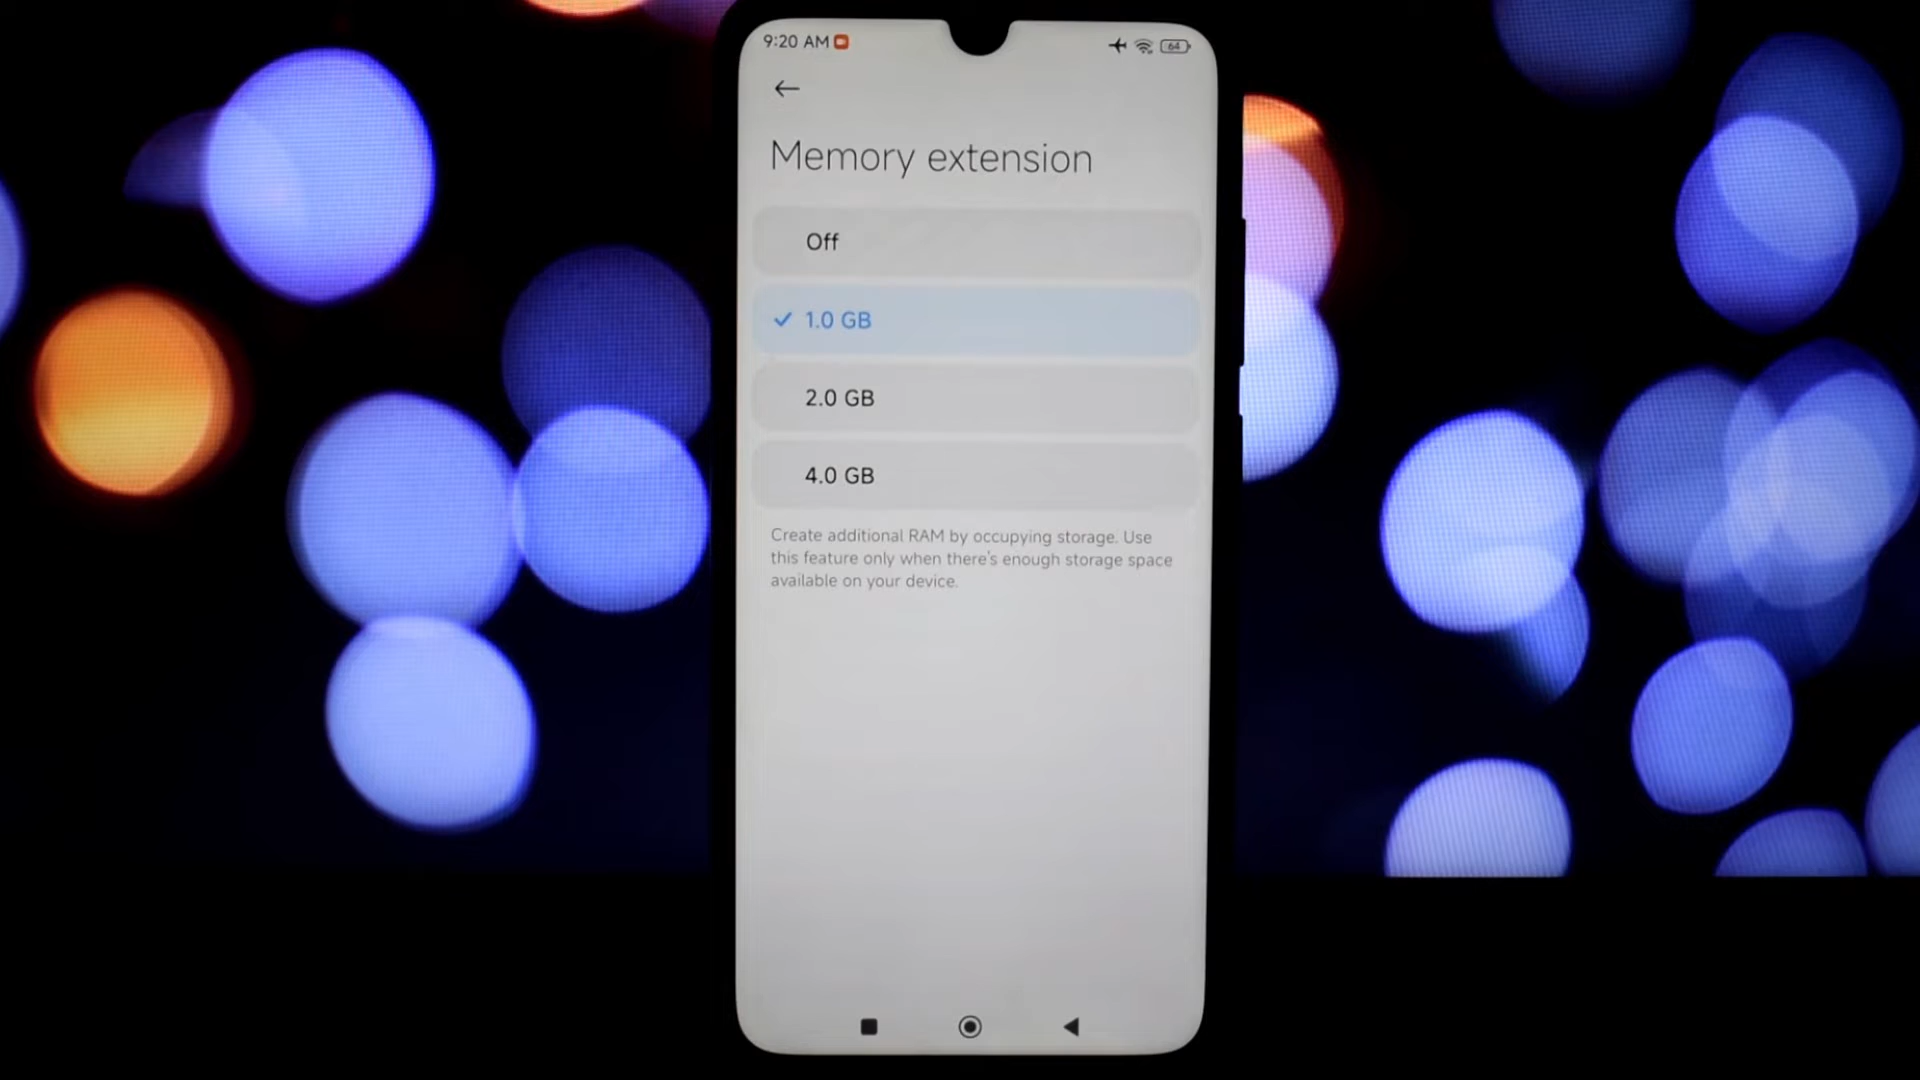 9:20 AM
64
Memory extension
Off
1.0 GB
2.0 GB
4.0 GB
Create additional RAM by occupying storage. Use
this feature only when there's enough storage space
available on your device.